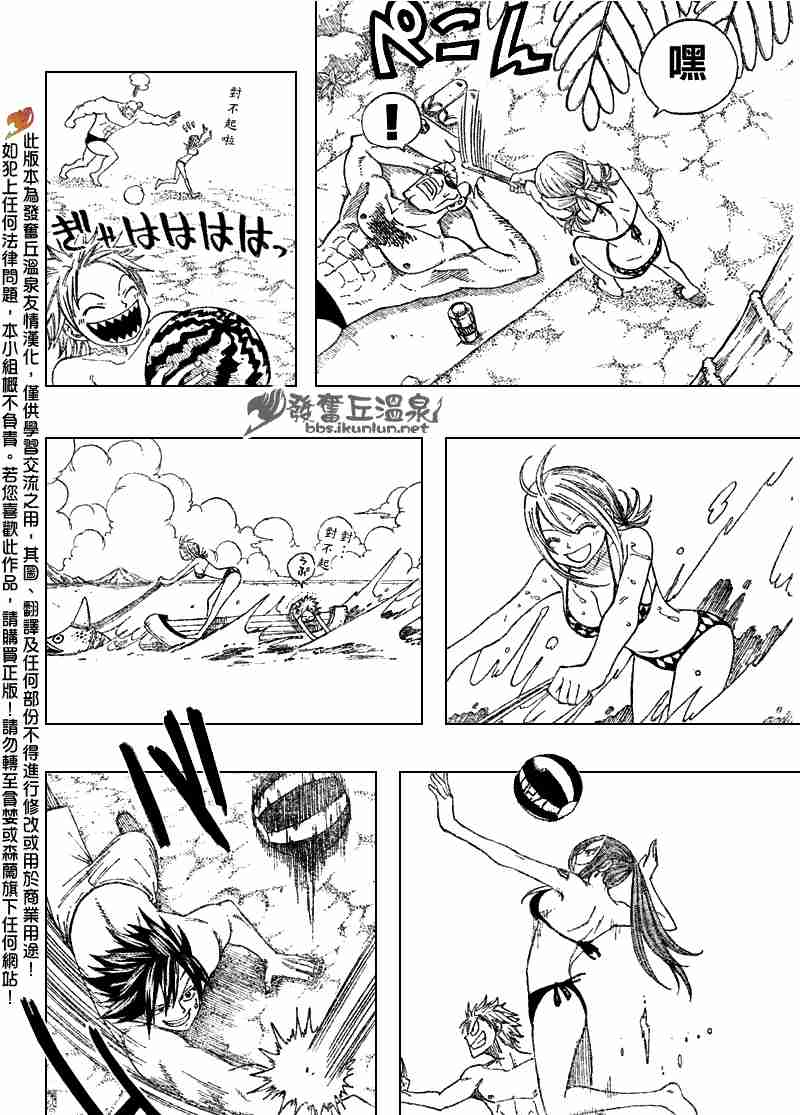 嘿
ぺこん
！
對不起啦
ぎゃはははは っ
發奮丘溫泉
bbs.ikunlun.net
對對不起
うぷ
此版本為發奮丘溫泉友情漢化，僅供學習交流之用，其圖、翻譯及任何部份不得進行修改或用於商業用途！
如犯上任何法律問題，本小組概不負責。若您喜歡此作品，請購買正版！請勿轉至貪婪或森蘭旗下任何網站！